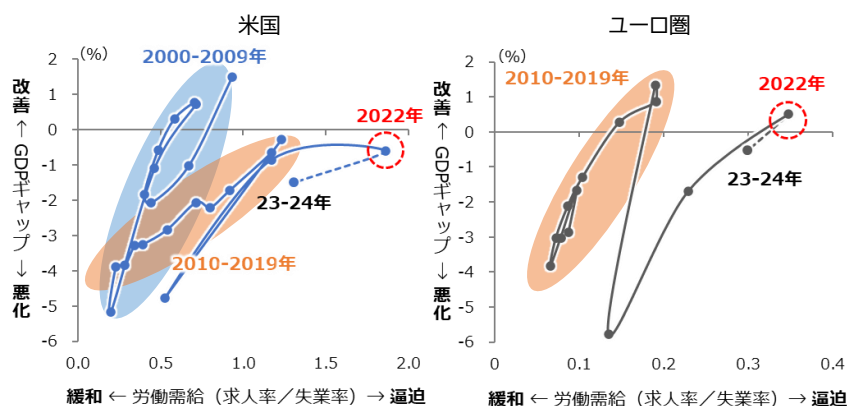 米国
(%)
2
1
0
-1
-2
-3
-4
-5
-6
改善 ← GDPギャップ → 悪化
2000-2009年
2022年
23-24年
2010-2019年
0.0 0.5 1.0 1.5 2.0
緩和 ← 労働需給（求人率／失業率）→ 逼迫
ユーロ圏
(%)
2
1
0
-1
-2
-3
-4
-5
-6
改善 ← GDPギャップ → 悪化
2010-2019年
2022年
23-24年
0 0.1 0.2 0.3 0.4
緩和 ← 労働需給（求人率／失業率）→ 逼迫